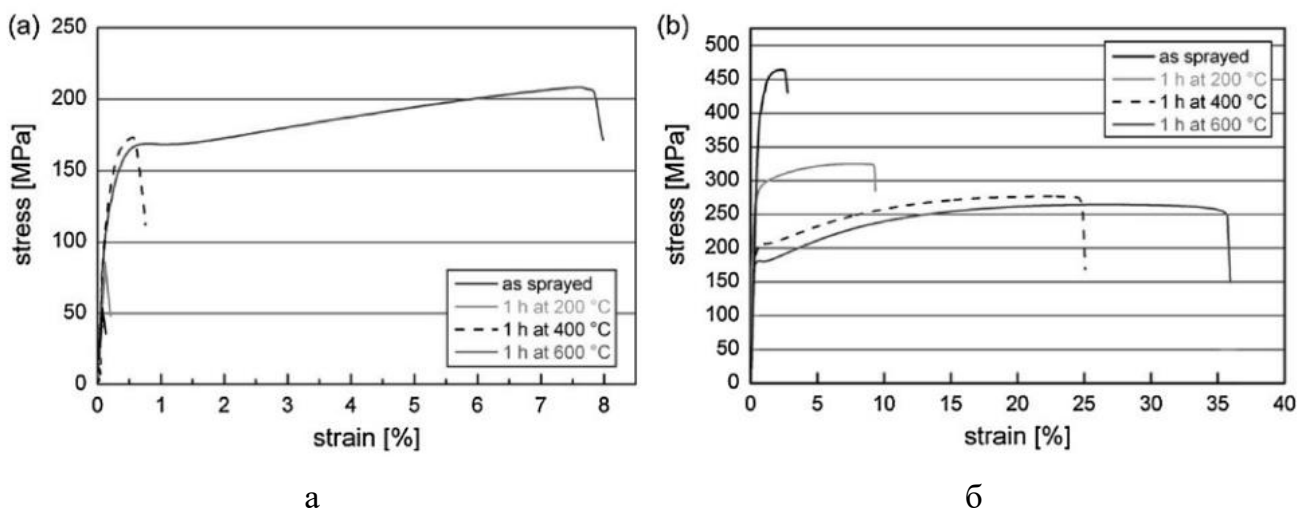 (a)
250
200
150
100
50
0
stress [MPa]
0 1 2 3 4 5 6 7 8
strain [%]
as sprayed
1 h at 200 °C
1 h at 400 °C
1 h at 600 °C
(b)
500
450
400
350
300
250
200
150
100
50
0
stress [MPa]
0 5 10 15 20 25 30 35 40
strain [%]
as sprayed
1 h at 200 °C
1 h at 400 °C
1 h at 600 °C
а
б